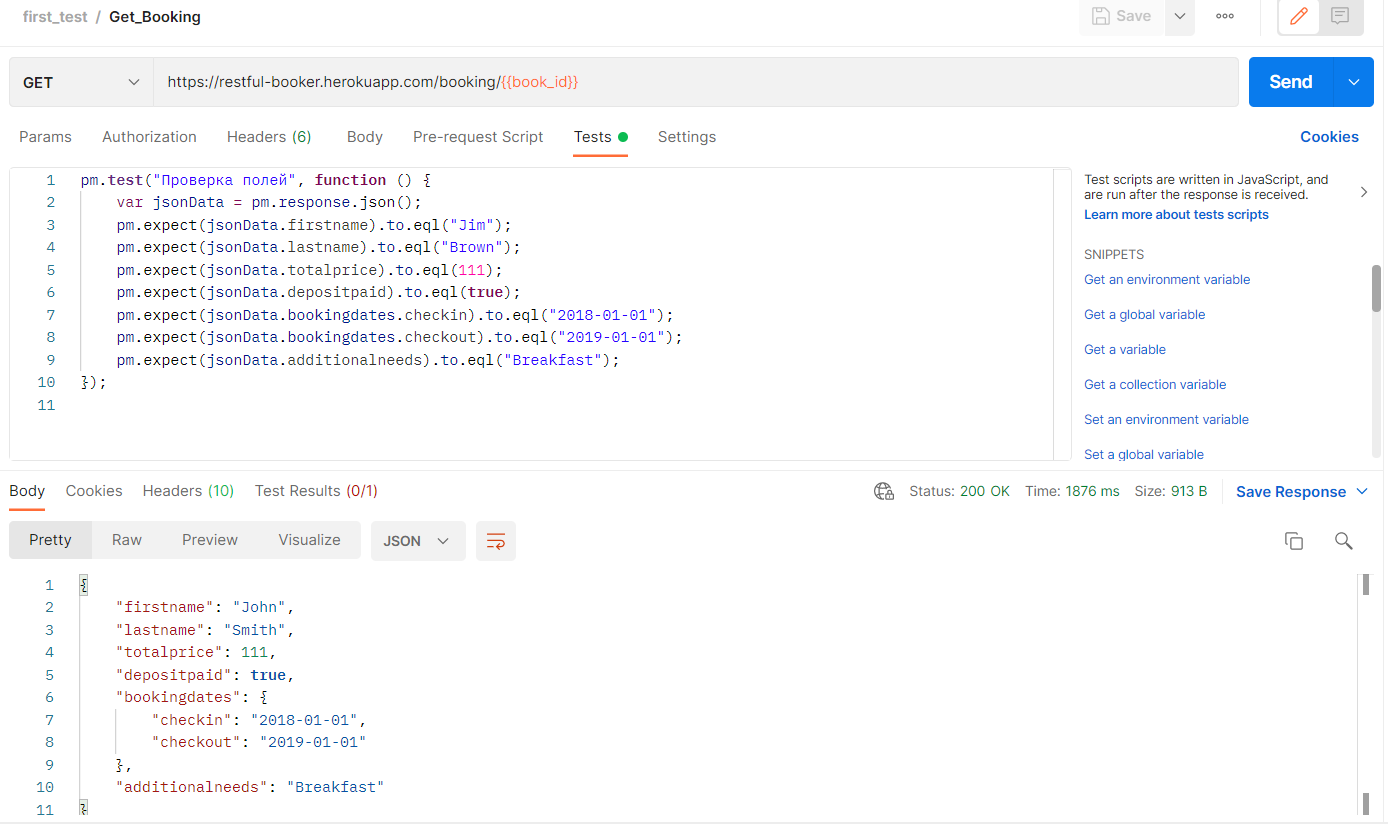 first_test / Get_Booking
Save
GET
https://restful-booker.herokuapp.com/booking/{{book_id}}
Send
Params Authorization Headers (6) Body Pre-request Script Tests Settings Cookies
1 pm.test("Проверка полей", function () {
2 var jsonData = pm.response.json();
3 pm.expect(jsonData.firstname).to.eql("Jim");
4 pm.expect(jsonData.lastname).to.eql("Brown");
5 pm.expect(jsonData.totalprice).to.eql(111);
6 pm.expect(jsonData.depositpaid).to.eql(true);
7 pm.expect(jsonData.bookingdates.checkin).to.eql("2018-01-01");
8 pm.expect(jsonData.bookingdates.checkout).to.eql("2019-01-01");
9 pm.expect(jsonData.additionalneeds).to.eql("Breakfast");
10 });
11
Test scripts are written in JavaScript, and
are run after the response is received.
Learn more about tests scripts
SNIPPETS
Get an environment variable
Get a global variable
Get a variable
Get a collection variable
Set an environment variable
Set a global variable
Body Cookies Headers (10) Test Results (0/1) Status: 200 OK Time: 1876 ms Size: 913 B Save Response
Pretty Raw Preview Visualize JSON
1 {
2 "firstname": "John",
3 "lastname": "Smith",
4 "totalprice": 111,
5 "depositpaid": true,
6 "bookingdates": {
7 "checkin": "2018-01-01",
8 "checkout": "2019-01-01"
9 },
10 "additionalneeds": "Breakfast"
11 }